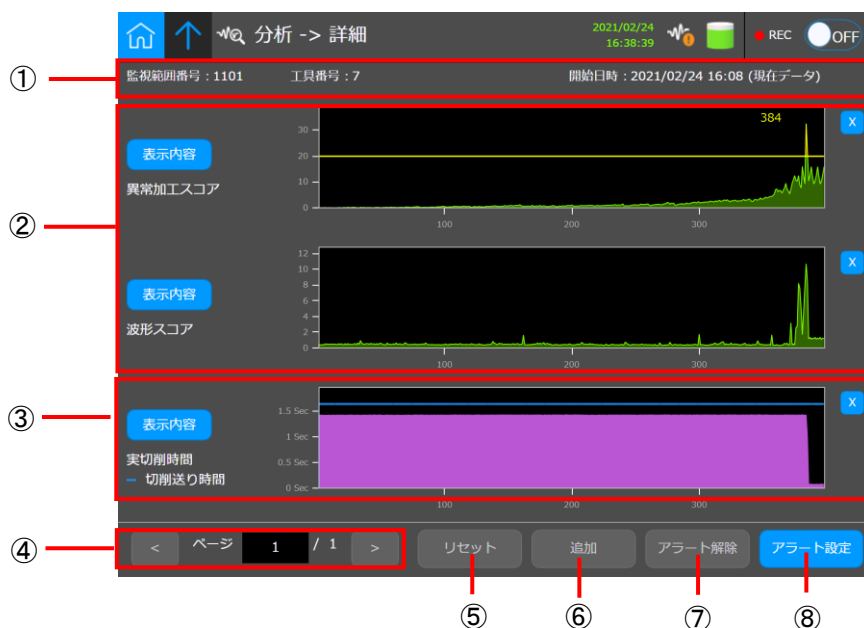 分析 -> 詳細
2021/02/24
16:38:39
REC
OFF
①
監視範囲番号：1101 工具番号：7 開始日時：2021/02/24 16:08 (現在データ)
②
表示内容
異常加工スコア
384
X
30
20
10
0
100 200 300
表示内容
波形スコア
X
12
10
8
6
4
2
0
100 200 300
③
表示内容
実切削時間
切削送り時間
X
1.5 Sec
1 Sec
0.5 Sec
0 Sec
100 200 300
④
< ページ 1 / 1 >
リセット
追加
アラート解除
アラート設定
⑤ ⑥ ⑦ ⑧